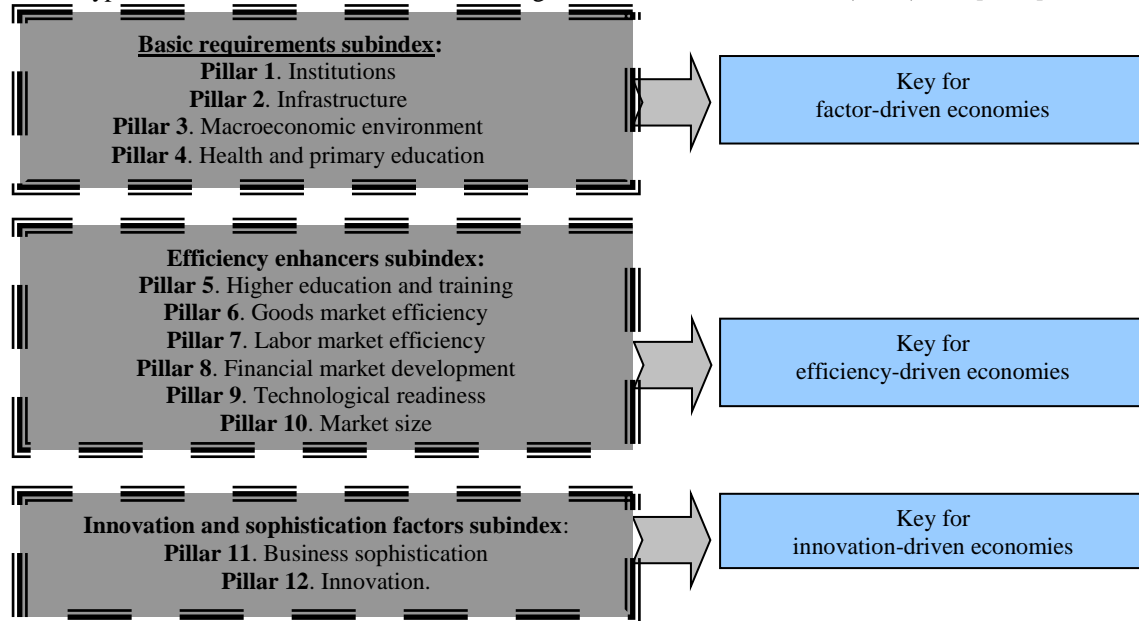 Basic requirements subindex:
Pillar 1. Institutions
Pillar 2. Infrastructure
Pillar 3. Macroeconomic environment
Pillar 4. Health and primary education
Key for
factor-driven economies
Efficiency enhancers subindex:
Pillar 5. Higher education and training
Pillar 6. Goods market efficiency
Pillar 7. Labor market efficiency
Pillar 8. Financial market development
Pillar 9. Technological readiness
Pillar 10. Market size
Key for
efficiency-driven economies
Innovation and sophistication factors subindex:
Pillar 11. Business sophistication
Pillar 12. Innovation.
Key for
innovation-driven economies